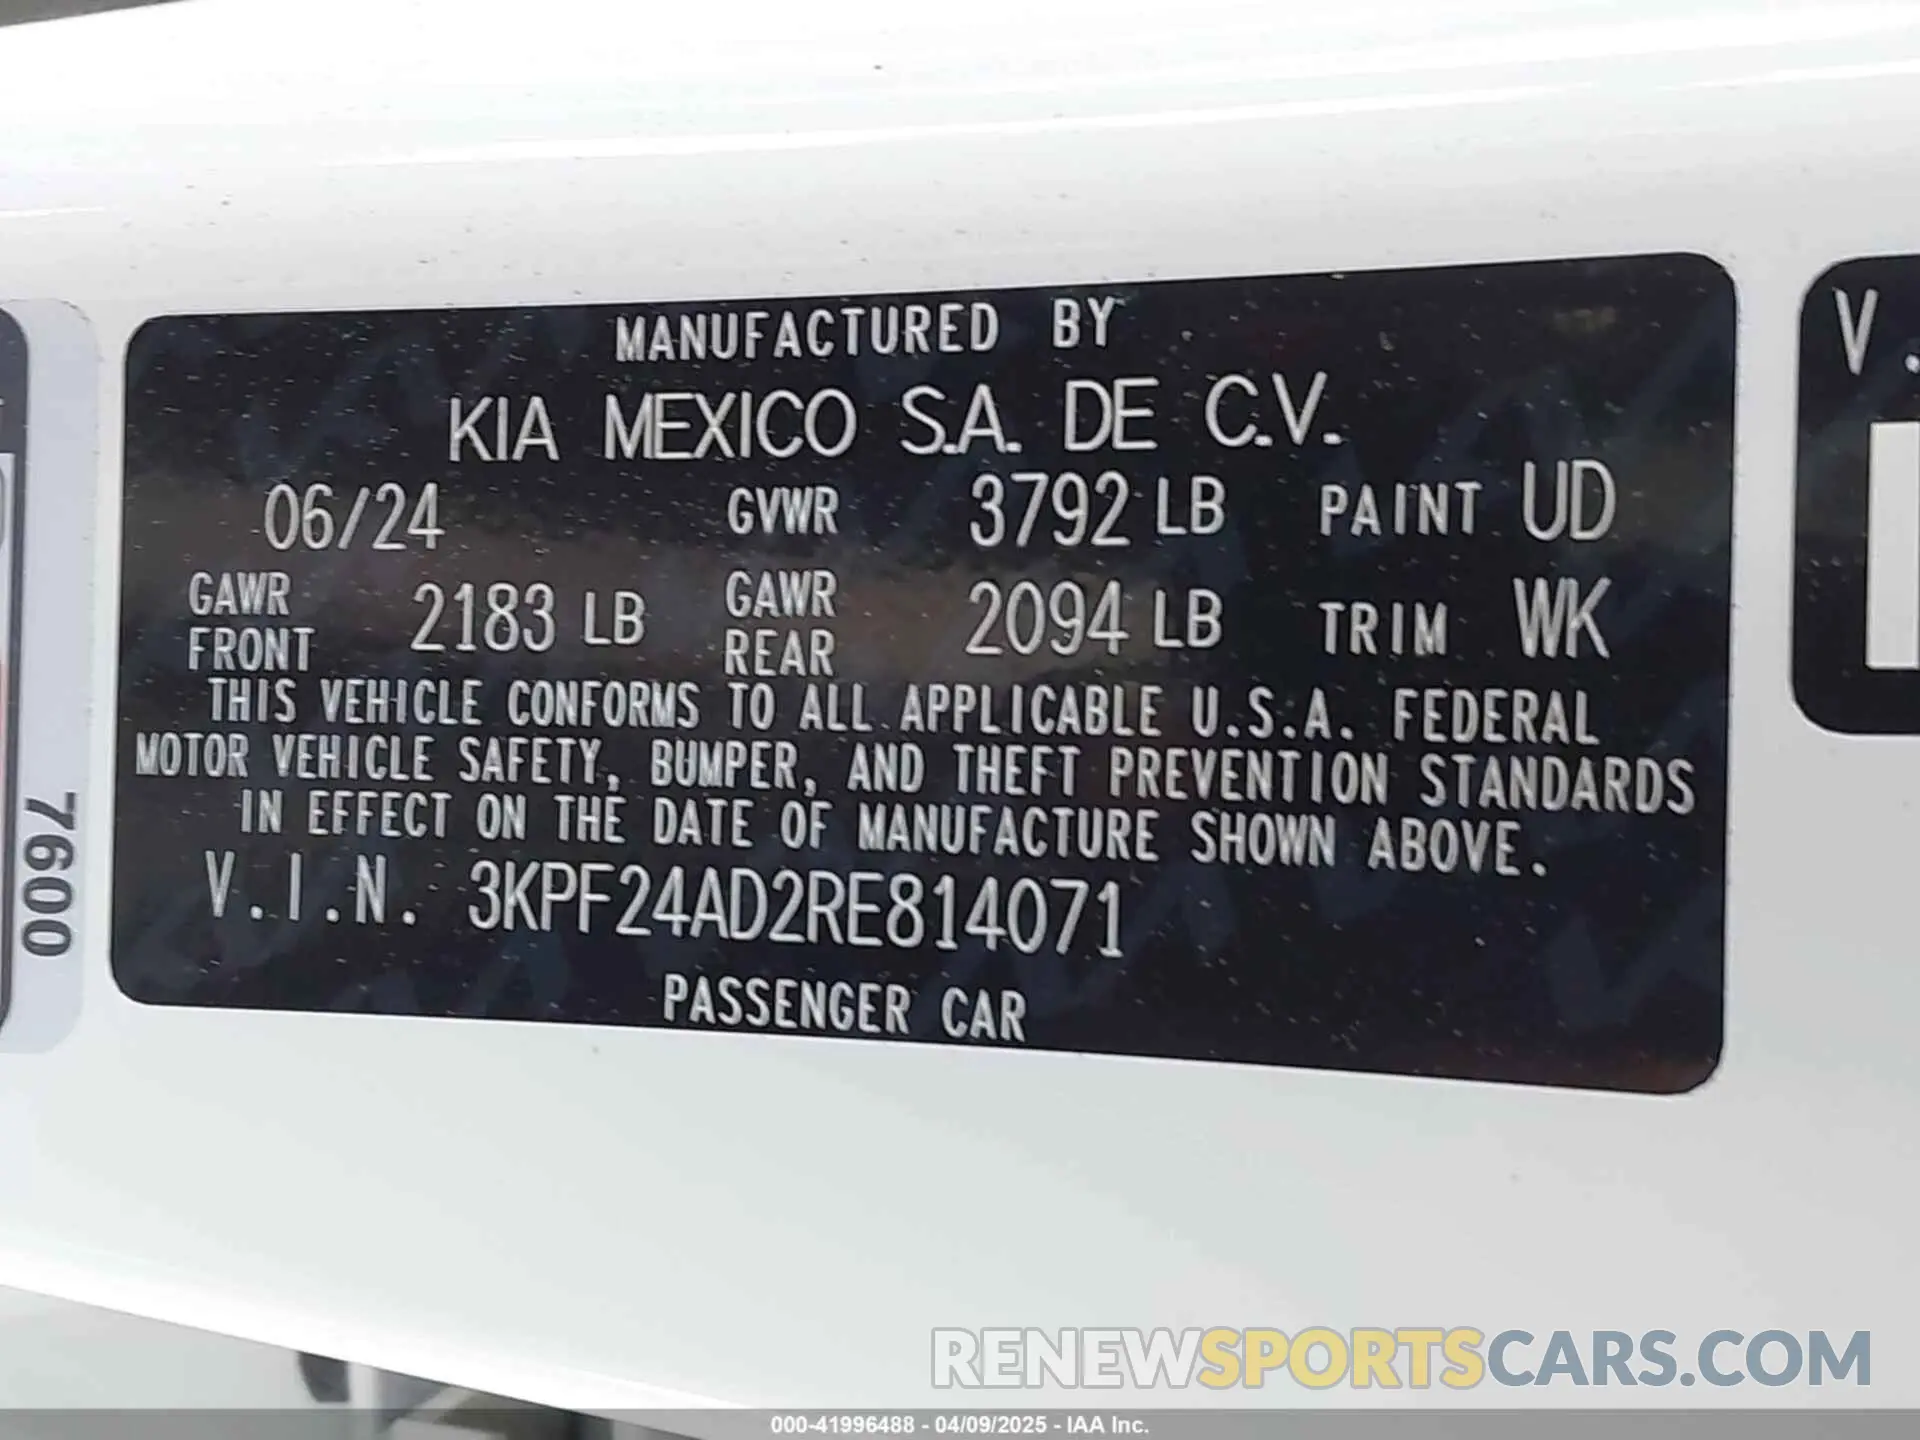 MANUFACTURED BY
KIA MEXICO S.A. DE C.V.
06/24 GVWR 3792 LB PAINT UD
GAWR FRONT 2183 LB GAWR REAR 2094 LB TRIM WK
THIS VEHICLE CONFORMS TO ALL APPLICABLE U.S.A. FEDERAL
MOTOR VEHICLE SAFETY, BUMPER, AND THEFT PREVENTION STANDARDS
IN EFFECT ON THE DATE OF MANUFACTURE SHOWN ABOVE.
V.I.N. 3KPF24AD2RE814071
PASSENGER CAR
7600
V.
RENEWSPORTSCARS.COM
000-41996488 - 04/09/2025 - IAA Inc.